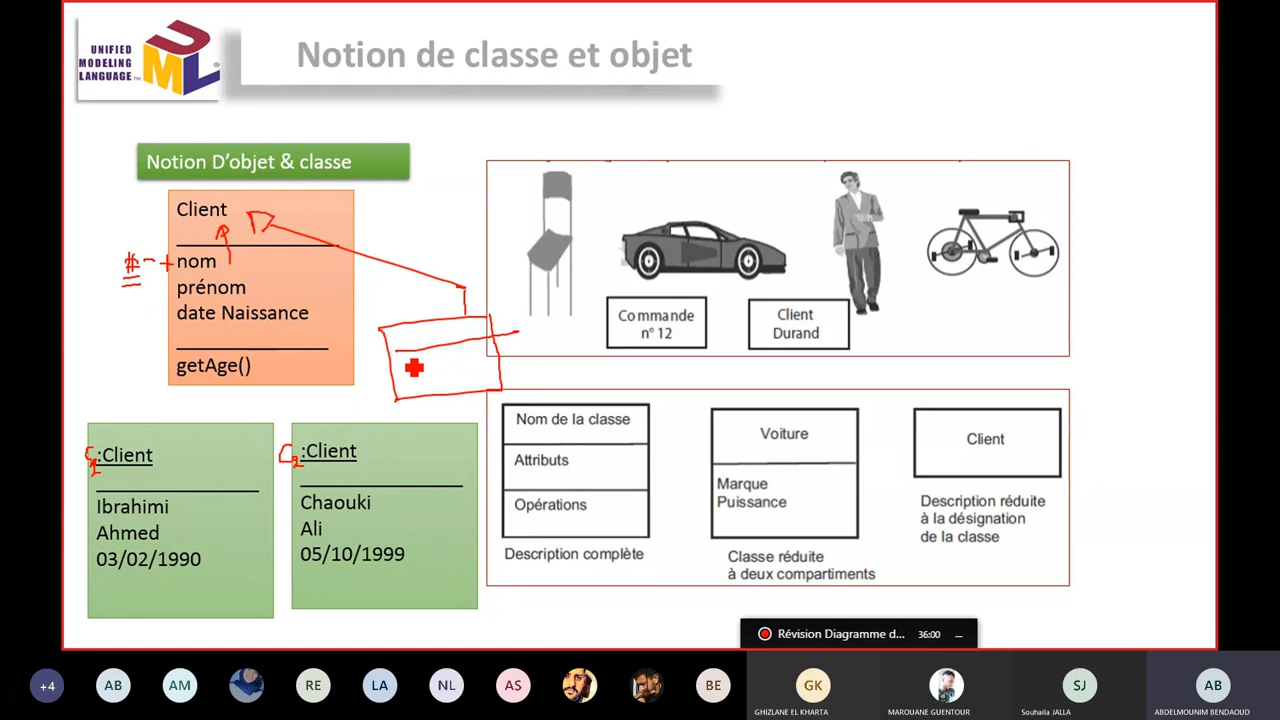 UNIFIED
MODELING
LANGUAGE™
UML®
Notion de classe et objet
Notion D'objet & classe
Client
# - +
nom
prénom
date Naissance
getAge()
C1 :Client
Ibrahimi
Ahmed
03/02/1990
C2 :Client
Chaouki
Ali
05/10/1999
Commande
n° 12
Client
Durand
Nom de la classe
Attributs
Opérations
Description complète
Voiture
Marque
Puissance
Classe réduite
à deux compartiments
Client
Description réduite
à la désignation
de la classe
Révision Diagramme d... 36:00
+4
AB
AM
RE
LA
NL
AS
BE
GK
GHIZLANE EL KHARTA
MAROUANE GUENTOUR
SJ
Souhaila JALLA
AB
ABDELMOUNIM BENDAOUD